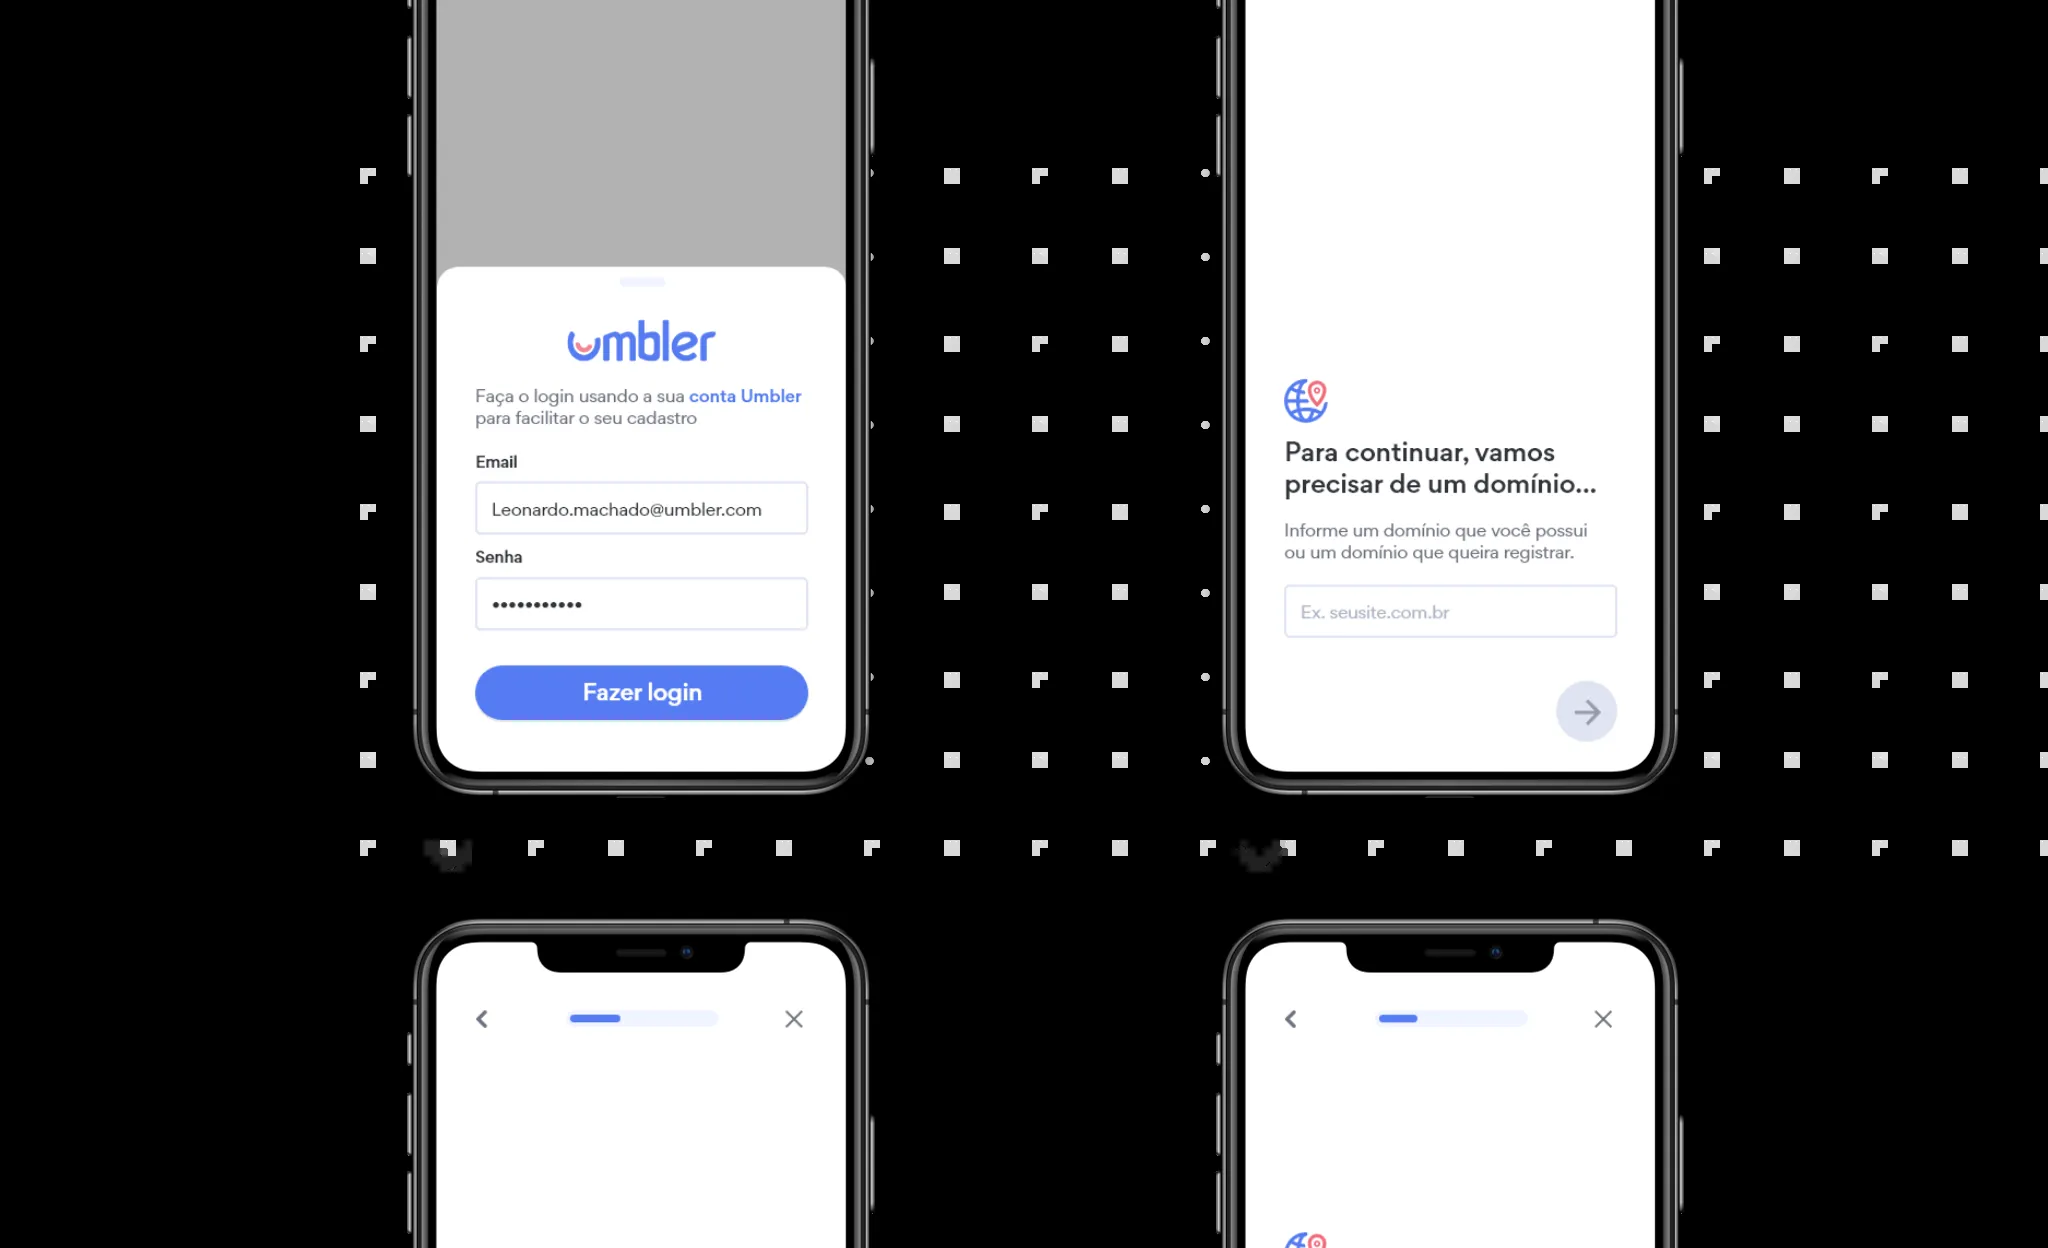 umbler
Faça o login usando a sua conta Umbler
para facilitar o seu cadastro
Email
Leonardo.machado@umbler.com
Senha
•••••••••••
Fazer login
Para continuar, vamos
precisar de um domínio...
Informe um domínio que você possui
ou um domínio que queira registrar.
Ex. seusite.com.br